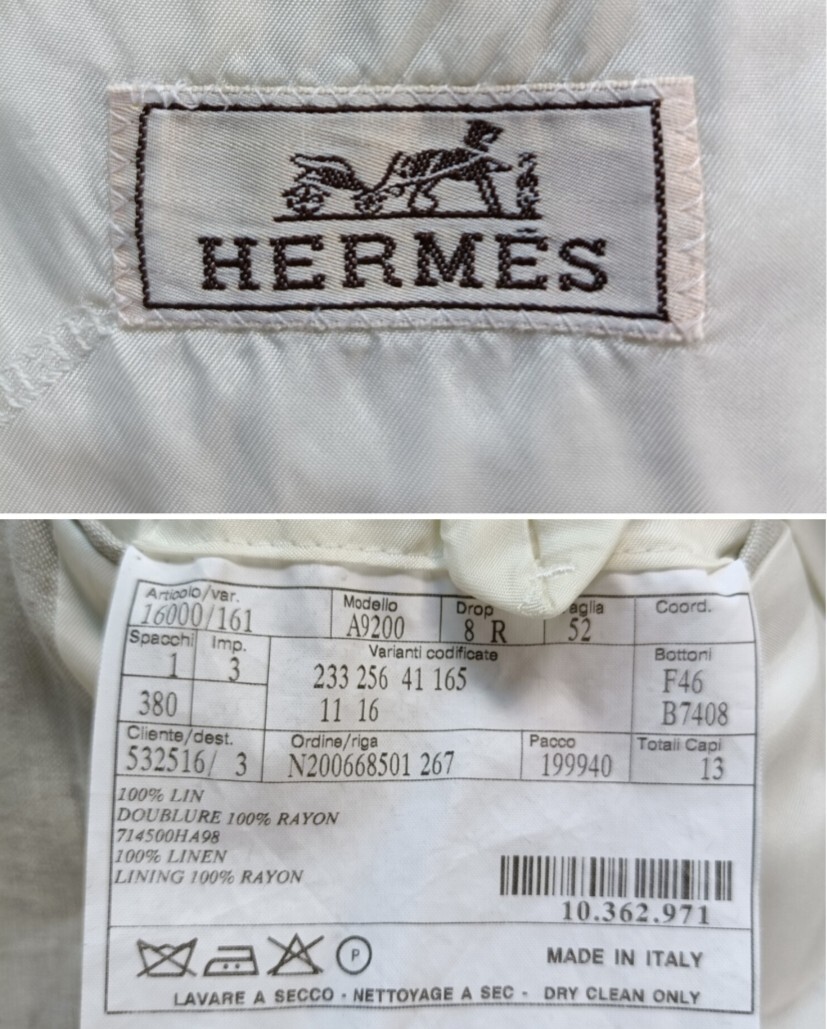 HERMĒS
Articolo/var.
16000/161
Modello
A9200
Drop
8 R
aglia
52
Coord.
Spacchi
1
Imp.
3
380
Varianti codificate
233 256 41 165
11 16
Bottoni
F46
B7408
Cliente/dest.
532516/ 3
Ordine/riga
N200668501 267
Pacco
199940
Totali Capi
13
100% LIN
DOUBLURE 100% RAYON
714500HA98
100% LINEN
LINING 100% RAYON
10.362.971
P
MADE IN ITALY
LAVARE A SECCO - NETTOYAGE A SEC - DRY CLEAN ONLY